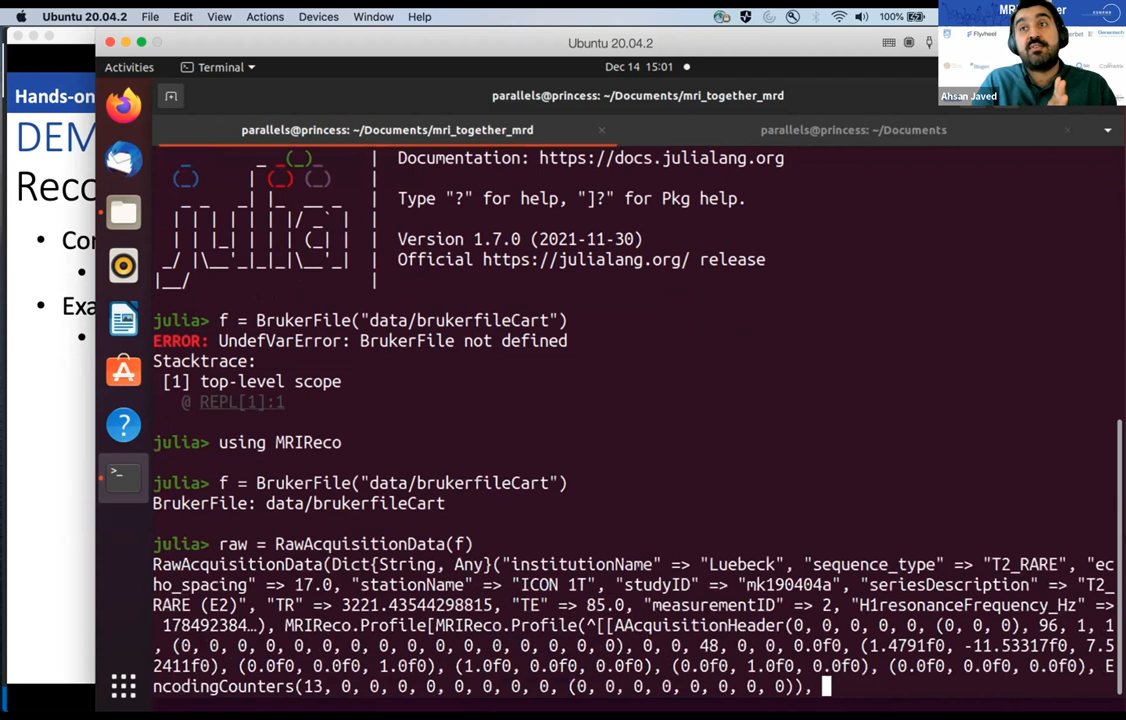 Ubuntu 20.04.2 File Edit View Actions Devices Window Help 100%
Ubuntu 20.04.2
Activities Terminal Dec 14 15:01
parallels@princess: ~/Documents/mri_together_mrd
parallels@princess: ~/Documents/mri_together_mrd parallels@princess: ~/Documents
Flywheel
Ahsan Javed
Hands-on
DEM
Reco
Con
Exa
Documentation: https://docs.julialang.org
Type "?" for help, "]?" for Pkg help.
Version 1.7.0 (2021-11-30)
Official https://julialang.org/ release
julia> f = BrukerFile("data/brukerfileCart")
ERROR: UndefVarError: BrukerFile not defined
Stacktrace:
[1] top-level scope
@ REPL[1]:1
julia> using MRIReco
julia> f = BrukerFile("data/brukerfileCart")
BrukerFile: data/brukerfileCart
julia> raw = RawAcquisitionData(f)
RawAcquisitionData(Dict{String, Any}("institutionName" => "Luebeck", "sequence_type" => "T2_RARE", "ec
ho_spacing" => 17.0, "stationName" => "ICON 1T", "studyID" => "mk190404a", "seriesDescription" => "T2_
RARE (E2)", "TR" => 3221.43544298815, "TE" => 85.0, "measurementID" => 2, "H1resonanceFrequency_Hz" =>
178492384…), MRIReco.Profile[MRIReco.Profile(^[[AAcquisitionHeader(0, 0, 0, 0, 0, (0, 0, 0), 96, 1, 1
, (0, 0, 0, 0, 0, 0, 0, 0, 0, 0, 0, 0, 0, 0, 0, 0), 0, 0, 48, 0, 0, 0.0f0, (1.4791f0, -11.53317f0, 7.5
2411f0), (0.0f0, 0.0f0, 1.0f0), (1.0f0, 0.0f0, 0.0f0), (0.0f0, 1.0f0, 0.0f0), (0.0f0, 0.0f0, 0.0f0), E
ncodingCounters(13, 0, 0, 0, 0, 0, 0, 0, 0, (0, 0, 0, 0, 0, 0, 0, 0)),